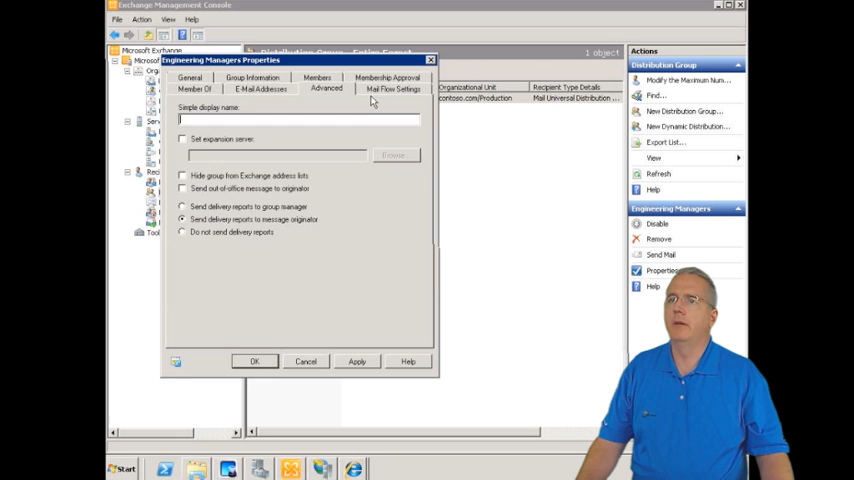 Exchange Management Console
File Action View Help
Microsoft Exchange
Engineering Managers Properties
General Group Information Members Membership Approval
Member Of E-Mail Addresses Advanced Mail Flow Settings
Simple display name:
Set expansion server:
Browse...
Hide group from Exchange address lists
Send out-of-office message to originator
Send delivery reports to group manager
Send delivery reports to message originator
Do not send delivery reports
OK Cancel Apply Help
1 object
Organizational Unit Recipient Type Details
contoso.com/Production Mail Universal Distribution ...
Actions
Distribution Group
Modify the Maximum Num...
Find...
New Distribution Group...
New Dynamic Distribution...
Export List...
View
Refresh
Help
Engineering Managers
Disable
Remove
Send Mail
Properties
Help
Start